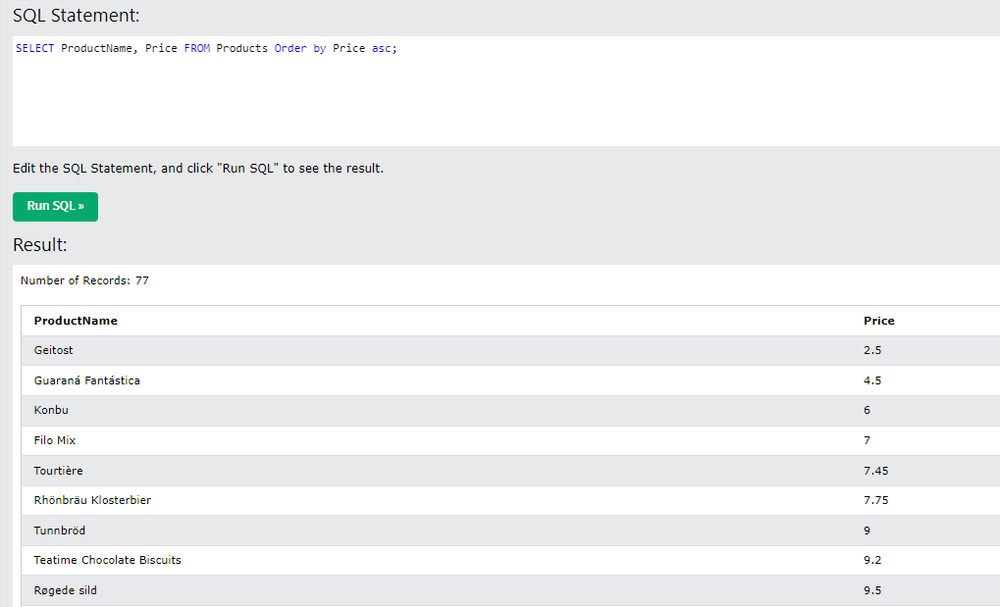 SQL Statement:
SELECT ProductName, Price FROM Products Order by Price asc;
Edit the SQL Statement, and click "Run SQL" to see the result.
Run SQL »
Result:
Number of Records: 77
ProductName Price
Geitost 2.5
Guaraná Fantástica 4.5
Konbu 6
Filo Mix 7
Tourtière 7.45
Rhönbräu Klosterbier 7.75
Tunnbröd 9
Teatime Chocolate Biscuits 9.2
Røgede sild 9.5